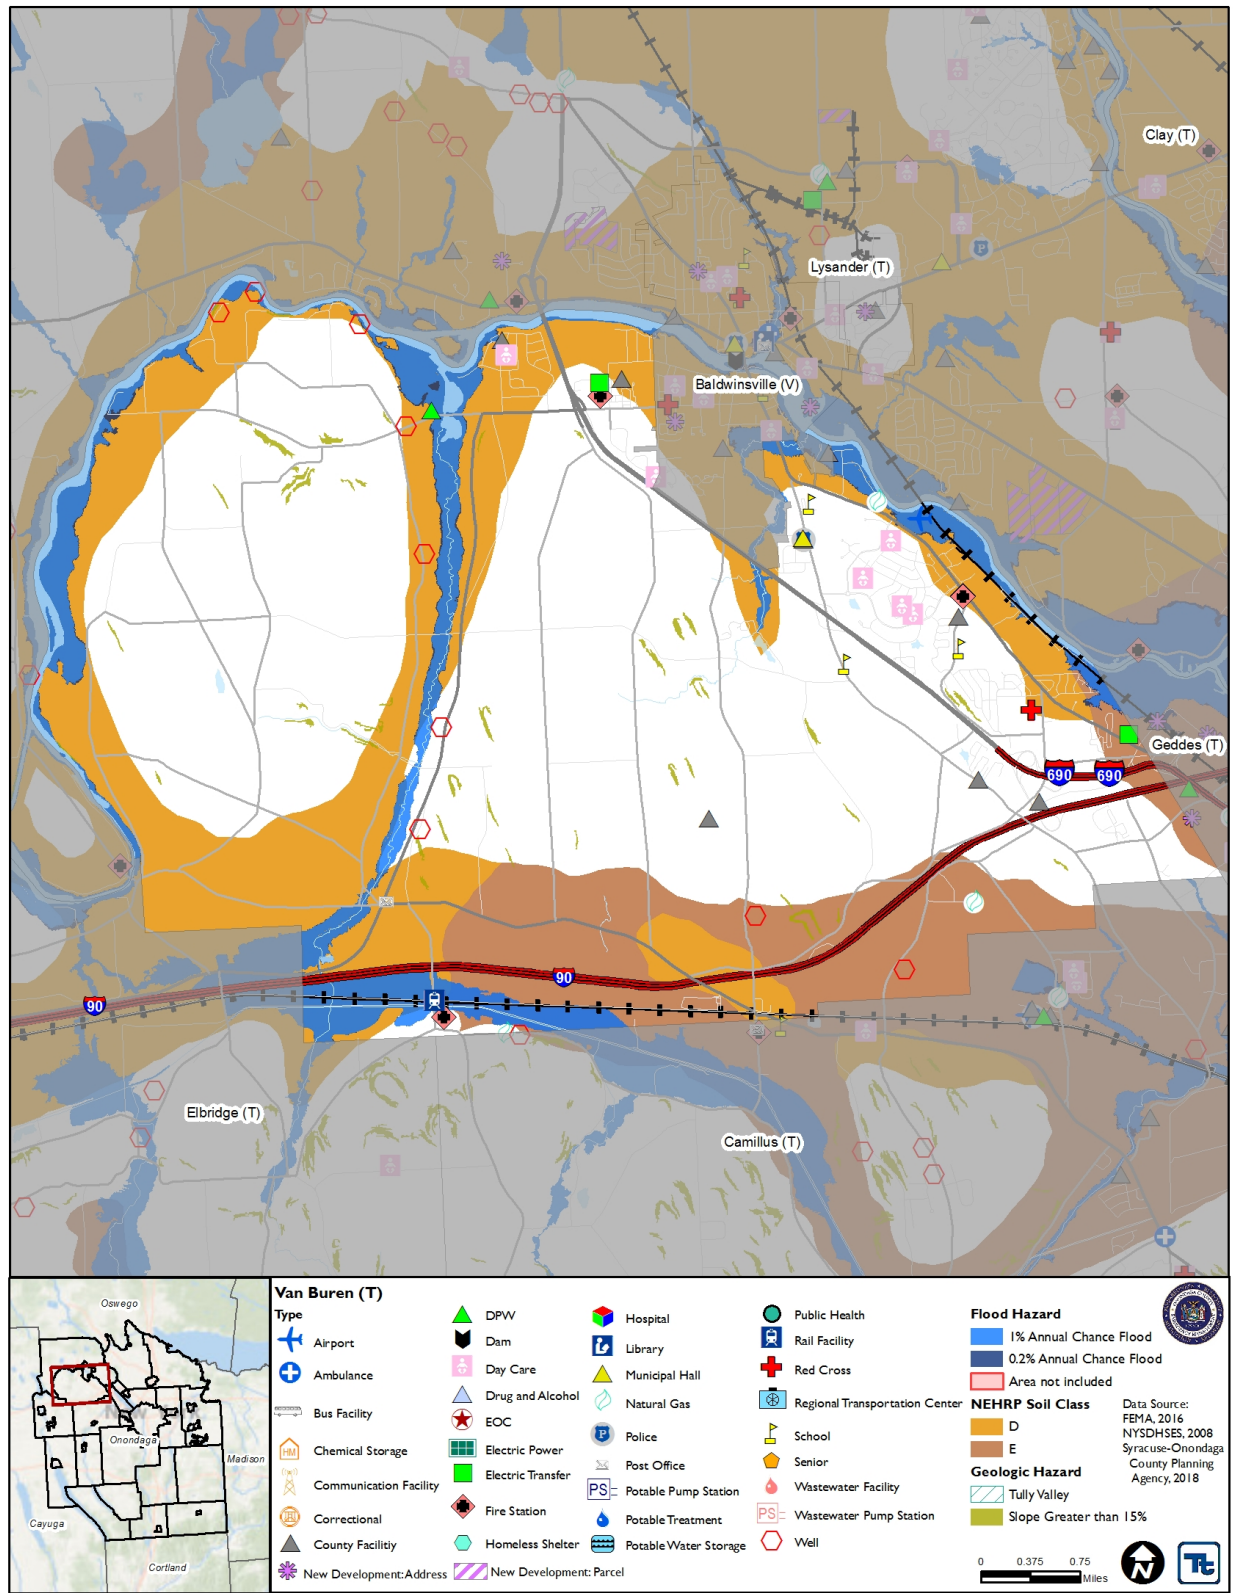 Clay (T)
Lysander (T)
Baldwinsville (V)
Geddes (T)
690
690
90
90
Elbridge (T)
Camillus (T)
Oswego
Onondaga
Madison
Cayuga
Cortland
Van Buren (T)
Type
Airport
Ambulance
Bus Facility
HM
Chemical Storage
Communication Facility
Correctional
County Facilitiy
New Development: Address
DPW
Dam
Day Care
Drug and Alcohol
EOC
Electric Power
Electric Transfer
Fire Station
Homeless Shelter
New Development: Parcel
Hospital
Library
Municipal Hall
Natural Gas
P
Police
Post Office
PS
Potable Pump Station
Potable Treatment
Potable Water Storage
Public Health
Rail Facility
Red Cross
Regional Transportation Center
School
Senior
Wastewater Facility
PS
Wastewater Pump Station
Well
Flood Hazard
1% Annual Chance Flood
0.2% Annual Chance Flood
Area not included
NEHRP Soil Class
D
E
Geologic Hazard
Tully Valley
Slope Greater than 15%
Data Source:
FEMA, 2016
NYSDHSES, 2008
Syracuse-Onondaga
County Planning
Agency, 2018
0 0.375 0.75
Miles
N
Tt